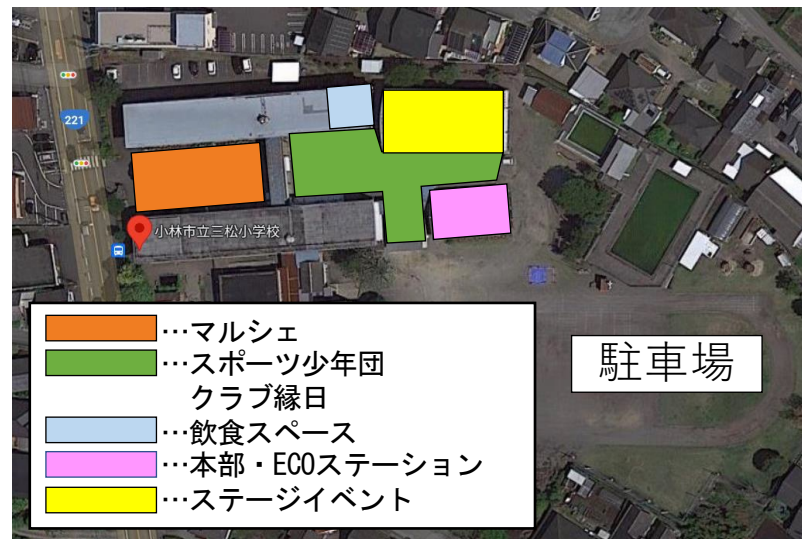 221
小林市立三松小学校
駐車場
…マルシェ
…スポーツ少年団
クラブ縁日
…飲食スペース
…本部・ECOステーション
…ステージイベント